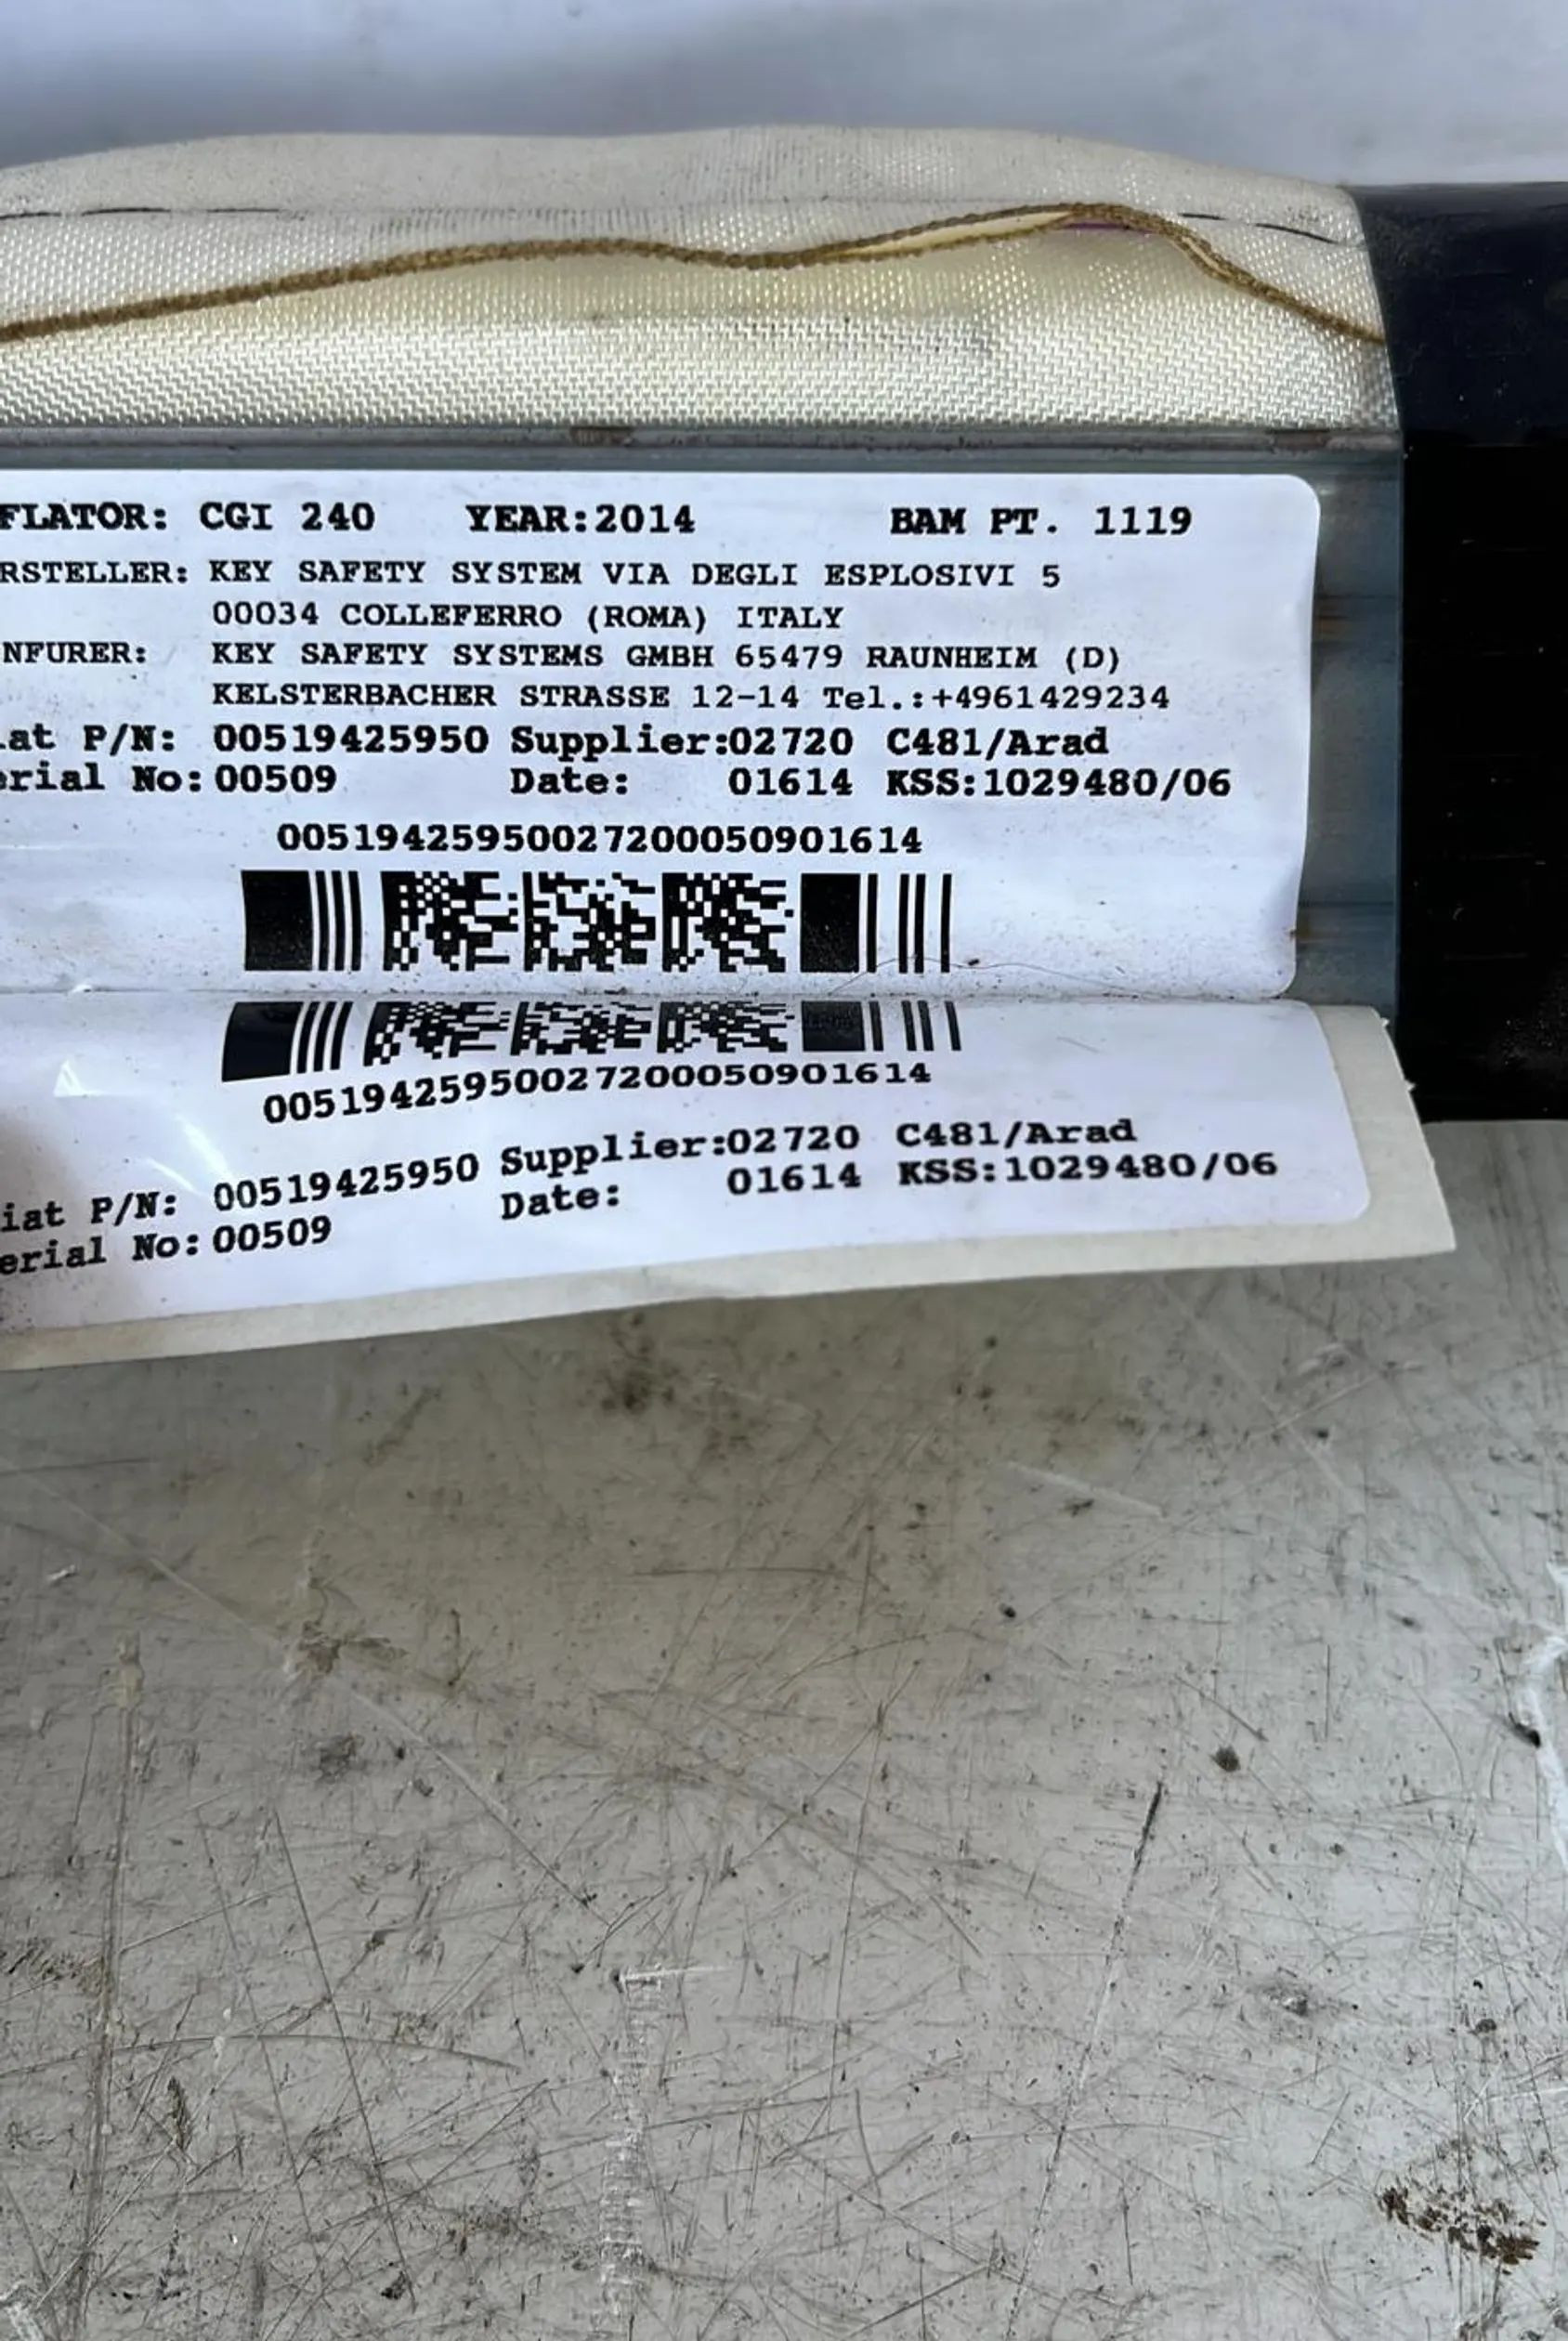 FLATOR: CGI 240 YEAR:2014 BAM PT. 1119
RSTELLER: KEY SAFETY SYSTEM VIA DEGLI ESPLOSIVI 5
00034 COLLEFERRO (ROMA) ITALY
NFURER: KEY SAFETY SYSTEMS GMBH 65479 RAUNHEIM (D)
KELSTERBACHER STRASSE 12-14 Tel.:+4961429234
iat P/N: 00519425950 Supplier:02720 C481/Arad
erial No: 00509 Date: 01614 KSS:1029480/06
00519425950027200050901614
00519425950027200050901614
iat P/N: 00519425950 Supplier:02720 C481/Arad
erial No: 00509 Date: 01614 KSS:1029480/06